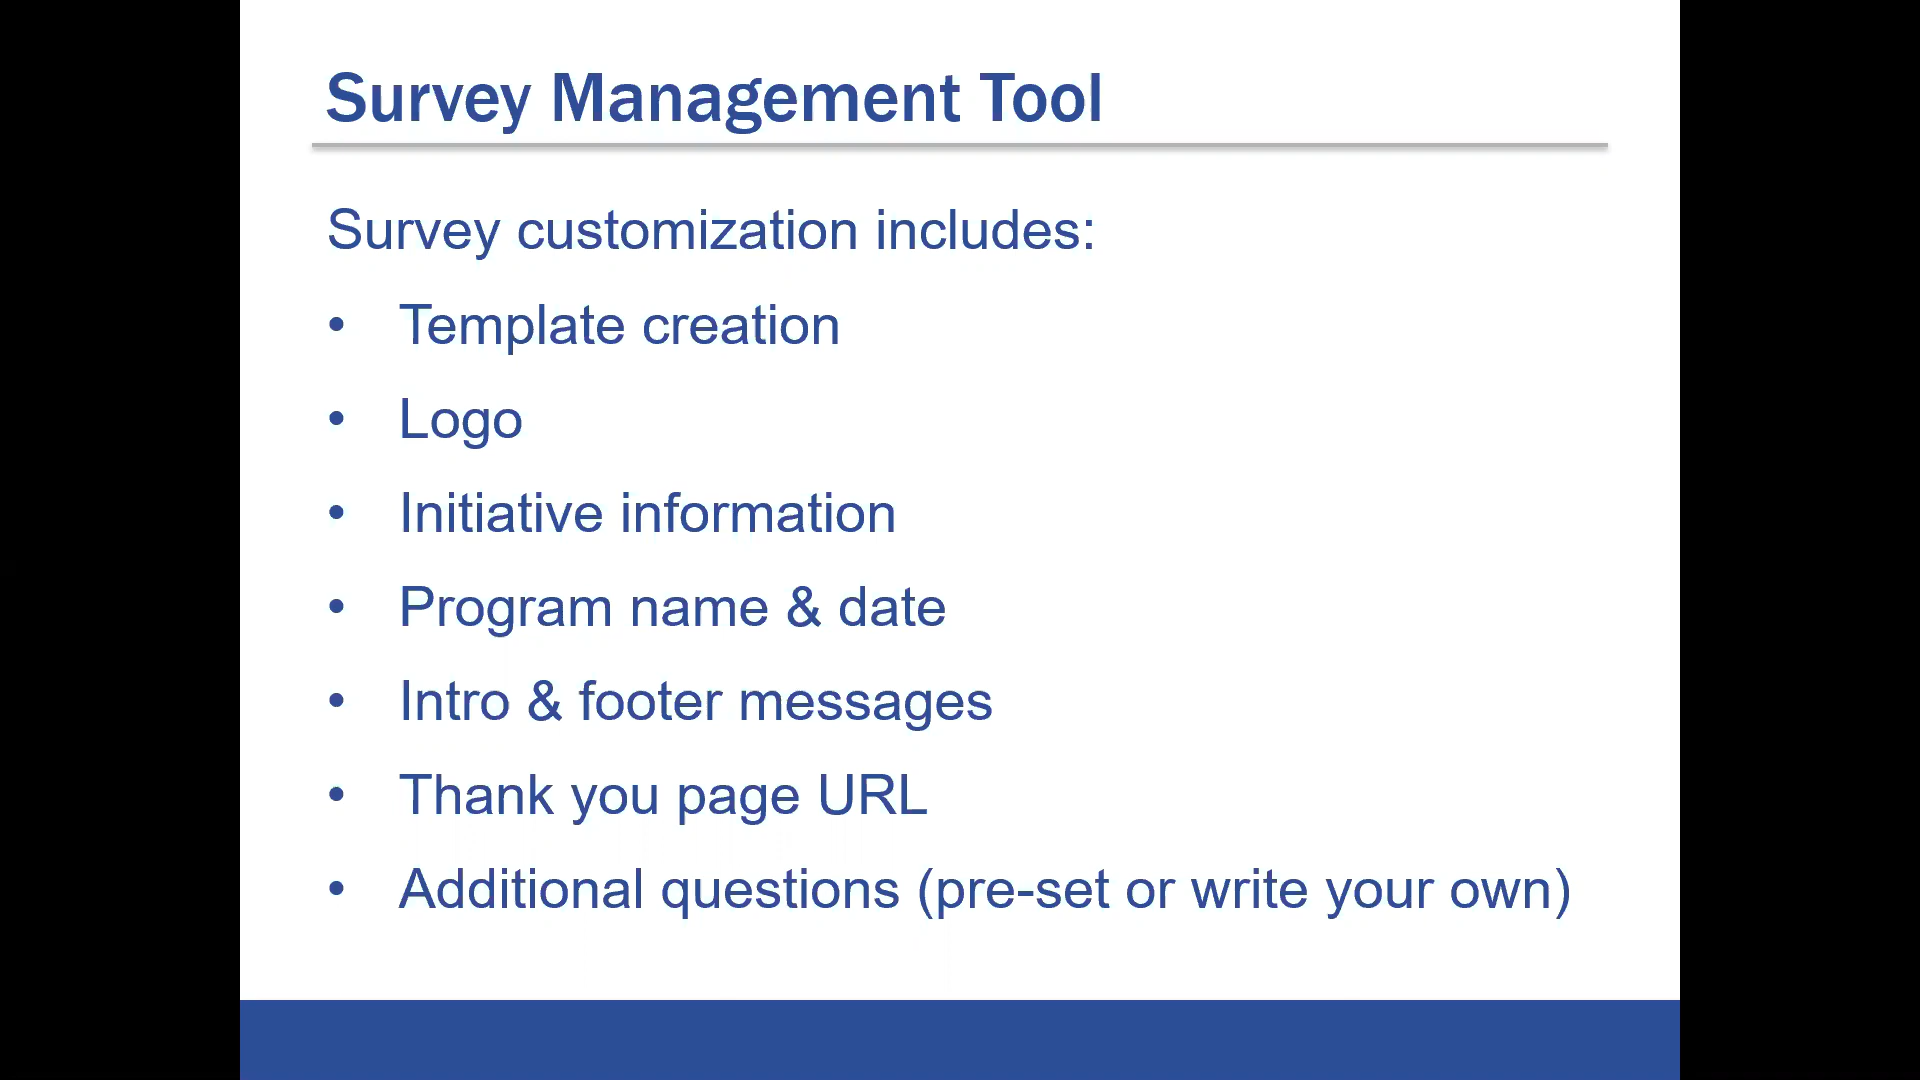 Survey Management Tool
Survey customization includes:
• Template creation
• Logo
• Initiative information
• Program name & date
• Intro & footer messages
• Thank you page URL
• Additional questions (pre-set or write your own)